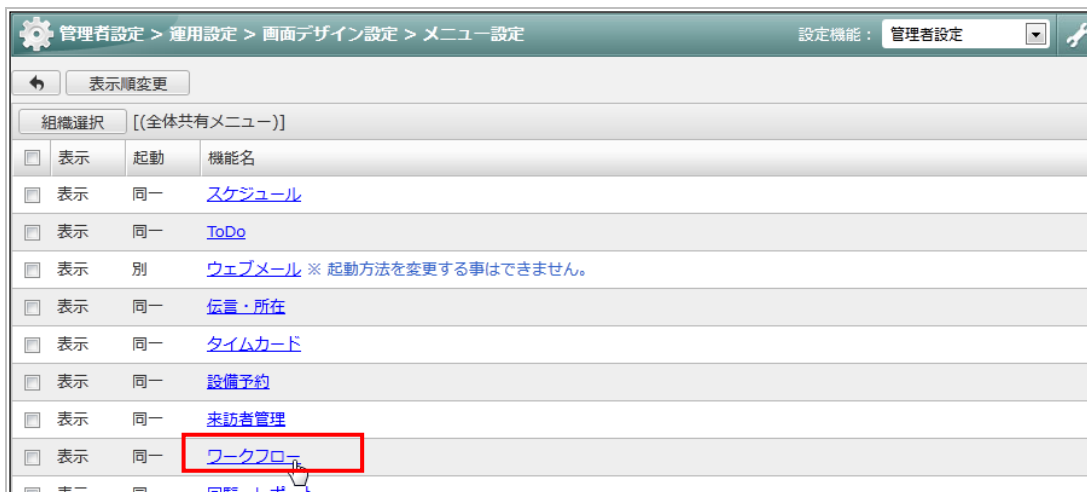 管理者設定 > 運用設定 > 画面デザイン設定 > メニュー設定 設定機能： 管理者設定
表示順変更
組織選択 [(全体共有メニュー)]
表示 起動 機能名
表示 同一 スケジュール
表示 同一 ToDo
表示 別 ウェブメール ※ 起動方法を変更する事はできません。
表示 同一 伝言・所在
表示 同一 タイムカード
表示 同一 設備予約
表示 同一 来訪者管理
表示 同一 ワークフロー